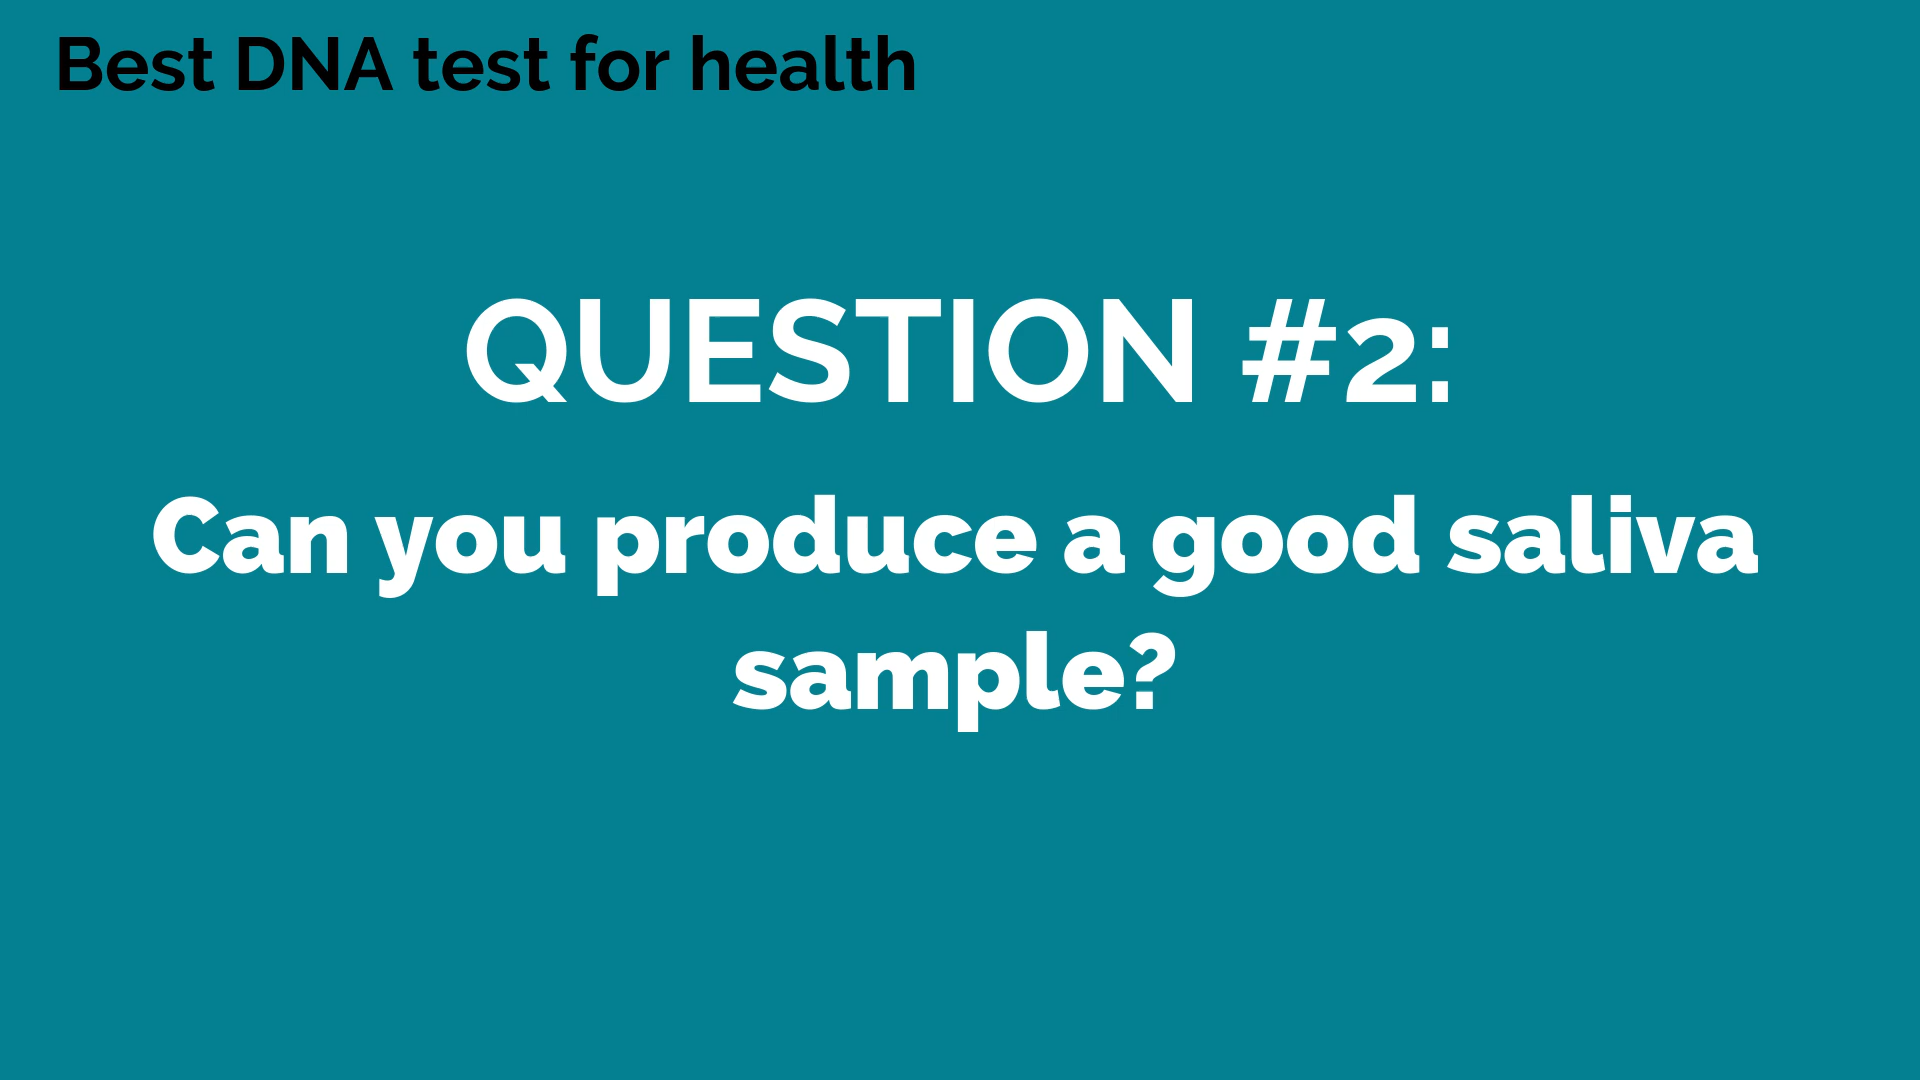 Best DNA test for health
QUESTION #2:
Can you produce a good saliva
sample?